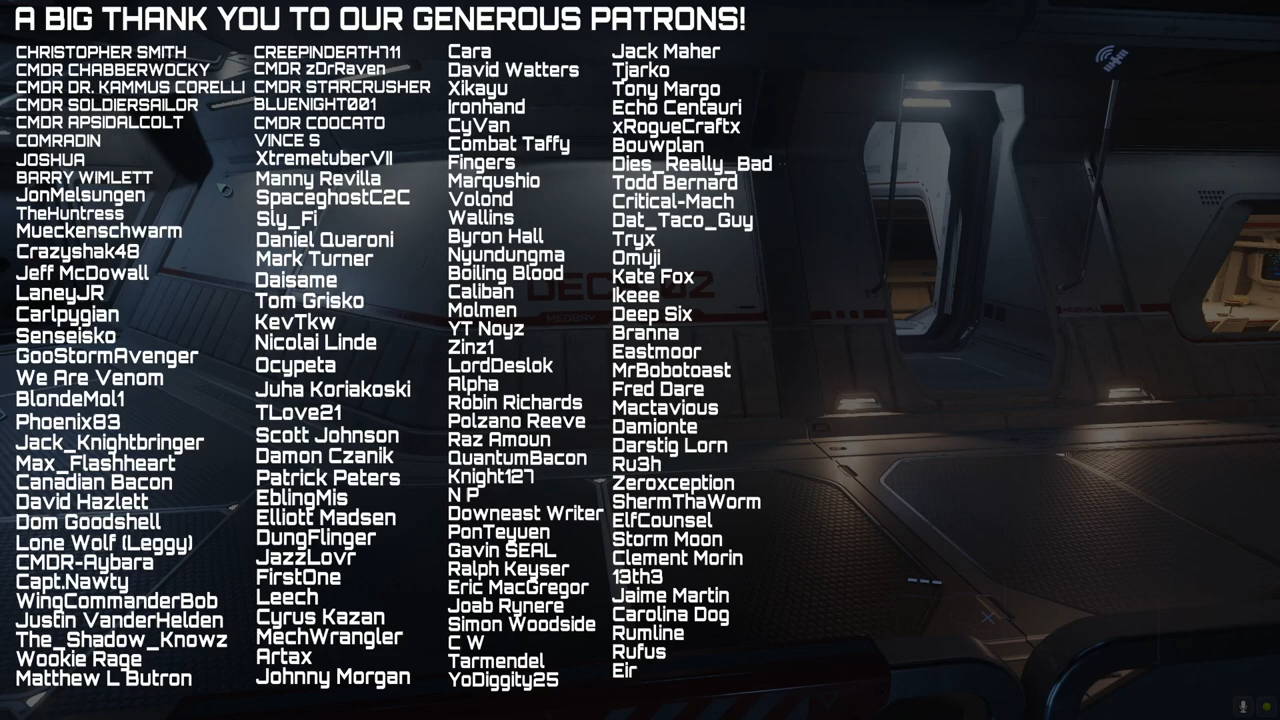 A BIG THANK YOU TO OUR GENEROUS PATRONS!
CHRISTOPHER SMITH
CMDR CHABBERWOCKY
CMDR DR. KAMMUS CORELLI
CMDR SOLDIERSAILOR
CMDR APSIDALCOLT
COMRADIN
JOSHUA
BARRY WIMLETT
JonMelsungen
TheHuntress
Mueckenschwarm
Crazyshak48
Jeff McDowall
LaneyJR
Carlpygian
Senseisko
GooStormAvenger
We Are Venom
BlondeMol1
Phoenix83
Jack_Knightbringer
Max_Flashheart
Canadian Bacon
David Hazlett
Dom Goodshell
Lone Wolf (Leggy)
CMDR-Aybara
Capt.Nawty
WingCommanderBob
Justin VanderHelden
The_Shadow_Knowz
Wookie Rage
Matthew L Butron
CREEPINDEATH711
CMDR zDrRaven
CMDR STARCRUSHER
BLUENIGHT001
CMDR COOCATO
VINCE S
XtremetuberVII
Manny Revilla
SpaceghostC2C
Sly_Fi
Daniel Quaroni
Mark Turner
Daisame
Tom Grisko
KevTkw
Nicolai Linde
Ocypeta
Juha Koriakoski
TLove21
Scott Johnson
Damon Czanik
Patrick Peters
EblingMis
Elliott Madsen
DungFlinger
JazzLovr
FirstOne
Leech
Cyrus Kazan
MechWrangler
Artax
Johnny Morgan
Cara
David Watters
Xikayu
Ironhand
CyVan
Combat Taffy
Fingers
Marqushio
Volond
Wallins
Byron Hall
Nyundungma
Boiling Blood
Caliban
Molmen
YT Noyz
Zinz1
LordDeslok
Alpha
Robin Richards
Polzano Reeve
Raz Amoun
QuantumBacon
Knight127
N P
Downeast Writer
PonTeyuen
Gavin SEAL
Ralph Keyser
Eric MacGregor
Joab Rynere
Simon Woodside
C W
Tarmendel
YoDiggity25
Jack Maher
Tjarko
Tony Margo
Echo Centauri
xRogueCraftx
Bouwplan
Dies_Really_Bad
Todd Bernard
Critical-Mach
Dat_Taco_Guy
Tryx
Omuji
Kate Fox
Ikeee
Deep Six
Branna
Eastmoor
MrBobotoast
Fred Dare
Mactavious
Damionte
Darstig Lorn
Ru3h
Zeroxception
ShermThaWorm
ElfCounsel
Storm Moon
Clement Morin
13th3
Jaime Martin
Carolina Dog
Rumline
Rufus
Eir
DECK 02
MEDBAY